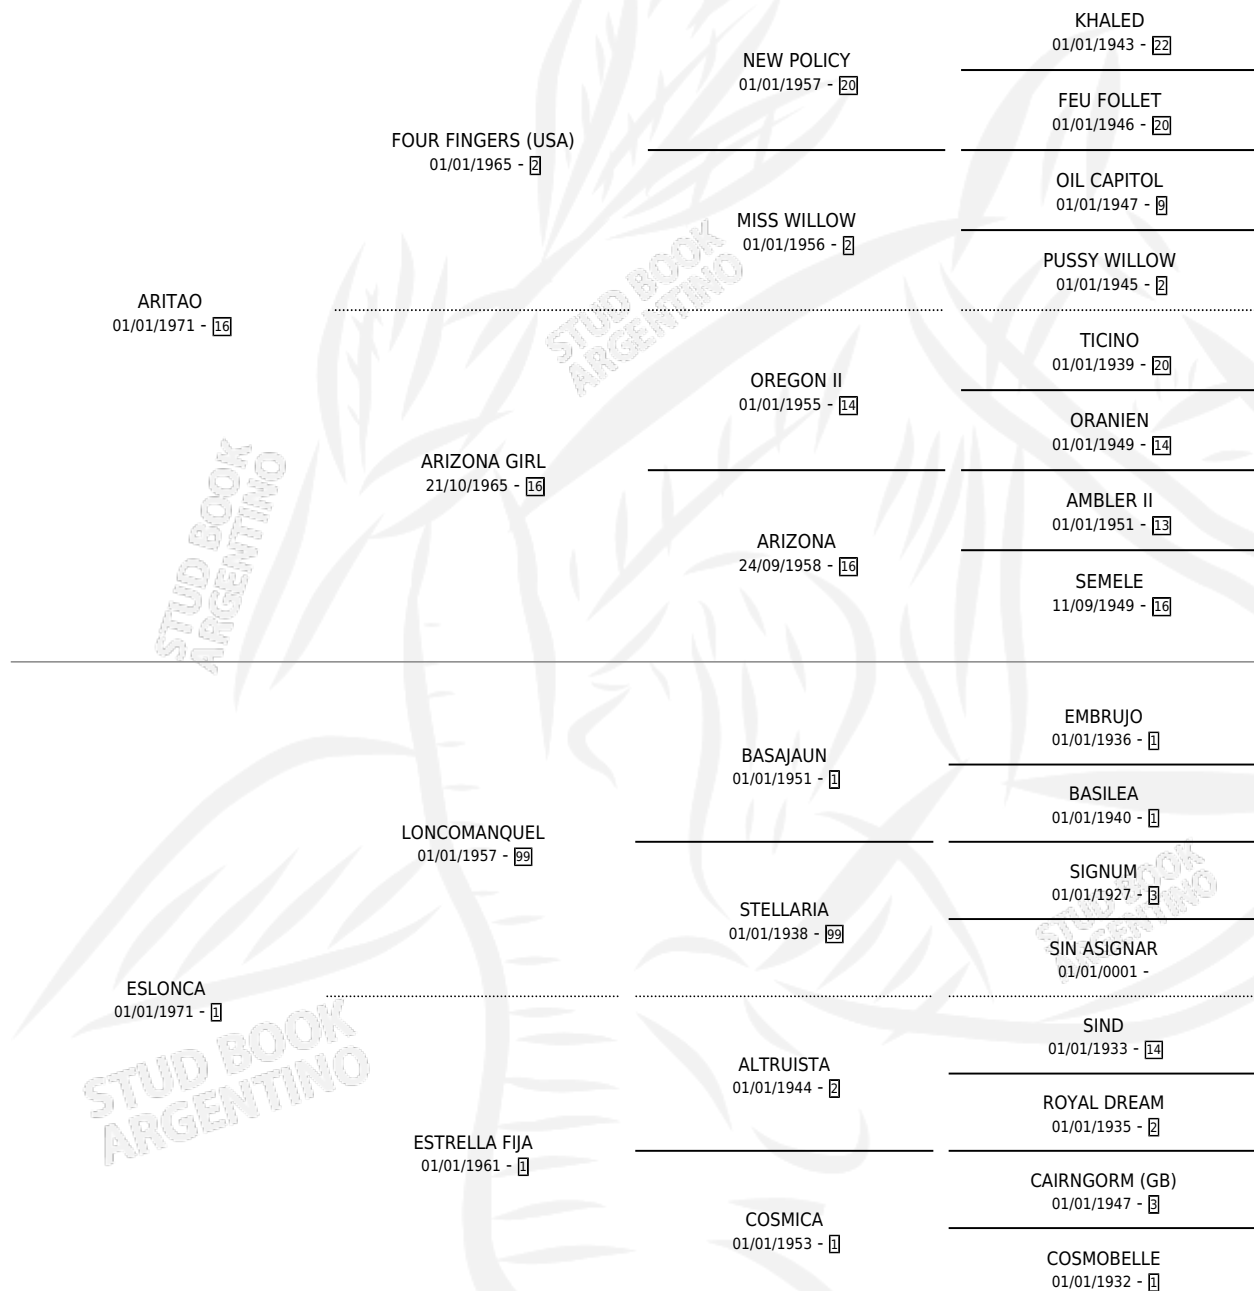 KHALED
01/01/1943 - 22
NEW POLICY
01/01/1957 - 20
FEU FOLLET
01/01/1946 - 20
FOUR FINGERS (USA)
01/01/1965 - 2
OIL CAPITOL
01/01/1947 - 9
MISS WILLOW
01/01/1956 - 2
PUSSY WILLOW
01/01/1945 - 2
ARITAO
01/01/1971 - 16
TICINO
01/01/1939 - 20
OREGON II
01/01/1955 - 14
ORANIEN
01/01/1949 - 14
ARIZONA GIRL
21/10/1965 - 16
AMBLER II
01/01/1951 - 13
ARIZONA
24/09/1958 - 16
SEMELE
11/09/1949 - 16
EMBRUJO
01/01/1936 - 1
BASAJAUN
01/01/1951 - 1
BASILEA
01/01/1940 - 1
LONCOMANQUEL
01/01/1957 - 99
SIGNUM
01/01/1927 - 3
STELLARIA
01/01/1938 - 99
SIN ASIGNAR
01/01/0001 -
ESLONCA
01/01/1971 - 1
SIND
01/01/1933 - 14
ALTRUISTA
01/01/1944 - 2
ROYAL DREAM
01/01/1935 - 2
ESTRELLA FIJA
01/01/1961 - 1
CAIRNGORM (GB)
01/01/1947 - 3
COSMICA
01/01/1953 - 1
COSMOBELLE
01/01/1932 - 1
STUD BOOK
ARGENTINO
STUD BOOK
ARGENTINO
STUD BOOK
ARGENTINO
STUD BOOK
ARGENTINO